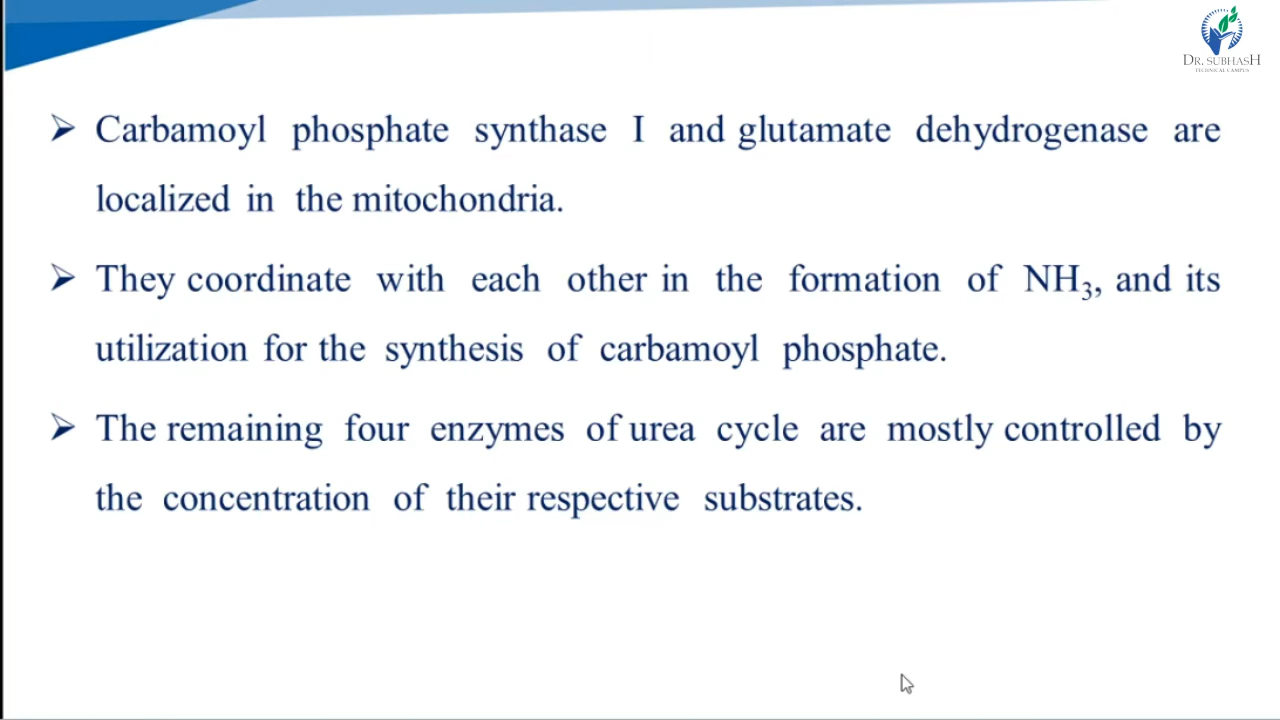 DR. SUBHASH
TECHNICAL CAMPUS
➢ Carbamoyl phosphate synthase I and glutamate dehydrogenase are
localized in the mitochondria.
➢ They coordinate with each other in the formation of NH₃, and its
utilization for the synthesis of carbamoyl phosphate.
➢ The remaining four enzymes of urea cycle are mostly controlled by
the concentration of their respective substrates.